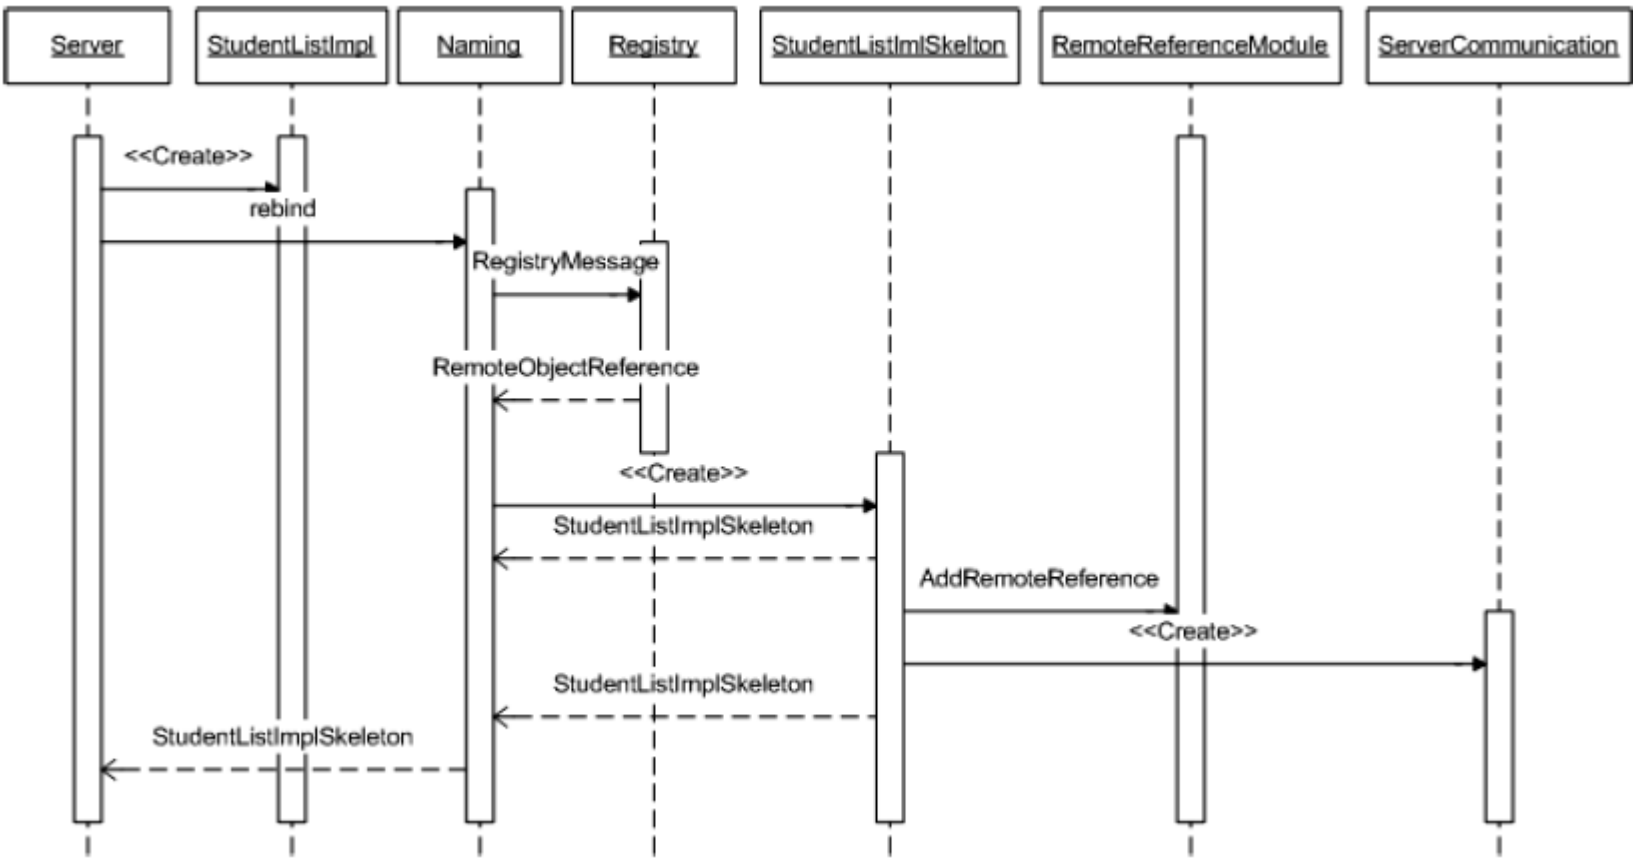 Server
StudentListImpl
Naming
Registry
StudentListImlSkelton
RemoteReferenceModule
ServerCommunication
<<Create>>
rebind
RegistryMessage
RemoteObjectReference
<<Create>>
StudentListImplSkeleton
AddRemoteReference
<<Create>>
StudentListImplSkeleton
StudentListImplSkeleton